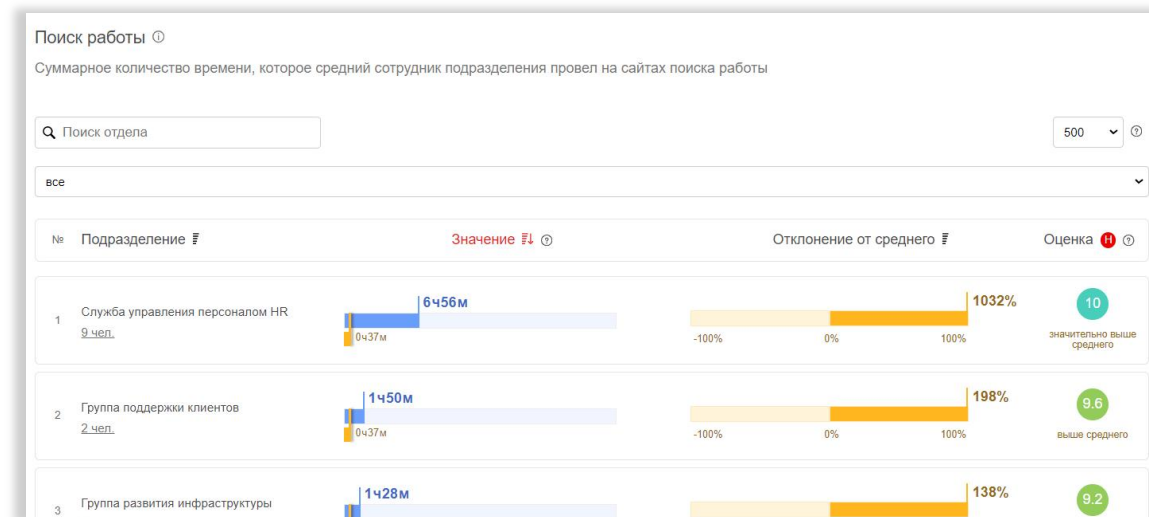 Поиск работы
Суммарное количество времени, которое средний сотрудник подразделения провел на сайтах поиска работы
Поиск отдела
500
все
№ Подразделение Значение Отклонение от среднего Оценка Н
1
Служба управления персоналом HR
9 чел.
6ч56м
0ч37м
1032%
-100% 0% 100%
10
значительно выше
среднего
2
Группа поддержки клиентов
2 чел.
1ч50м
0ч37м
198%
-100% 0% 100%
9.6
выше среднего
3
Группа развития инфраструктуры
1ч28м
138%
9.2